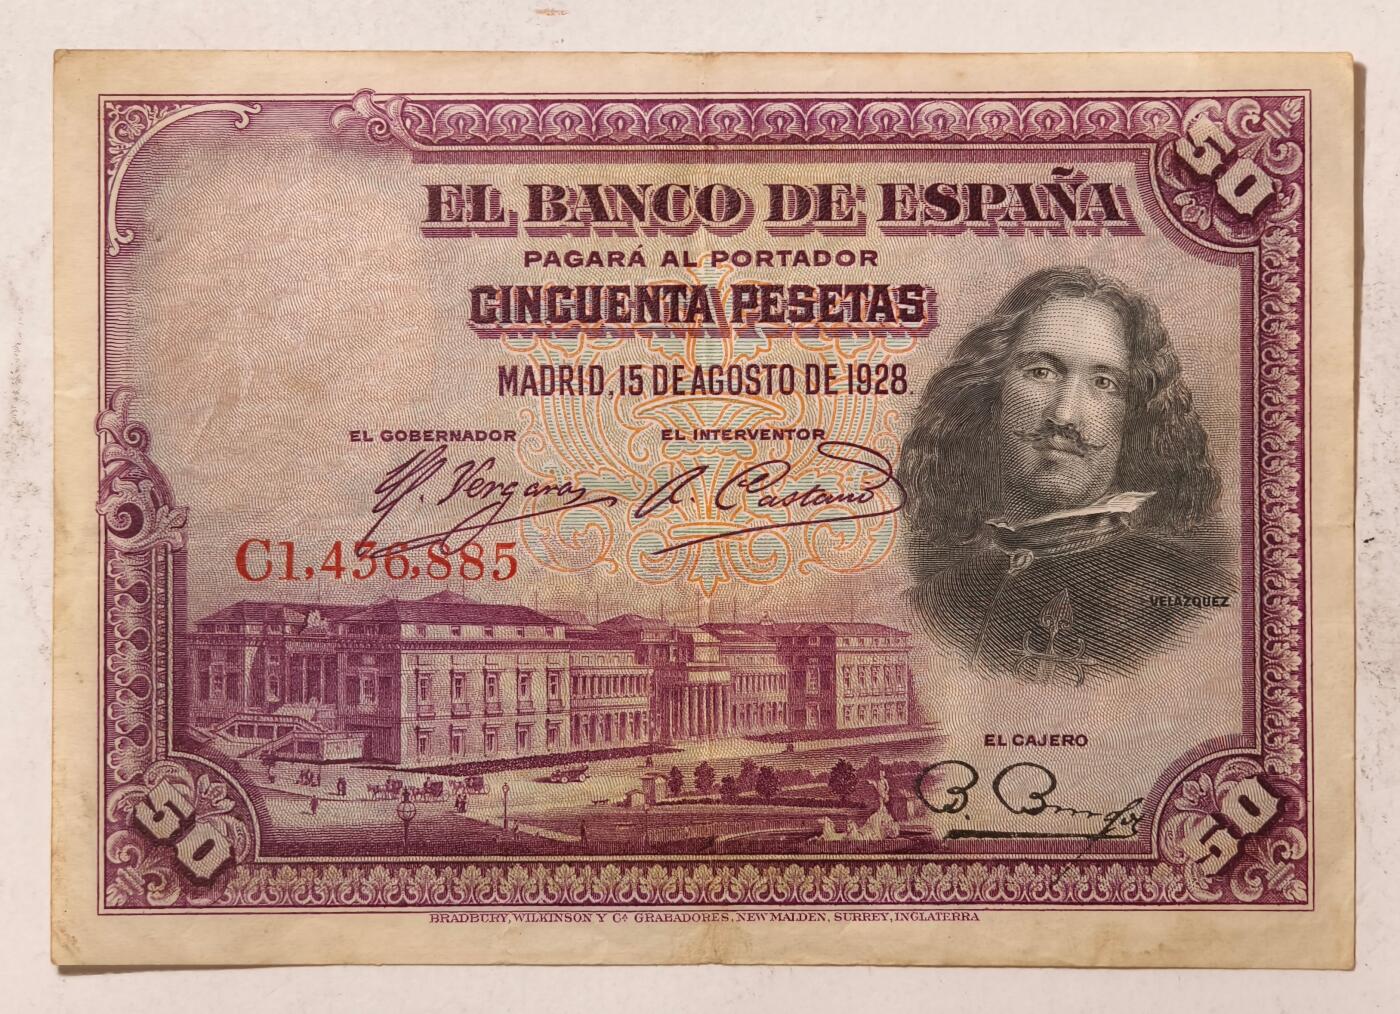 50
EL BANCO DE ESPAÑA
PAGARÁ AL PORTADOR
CINCUENTA PESETAS
MADRID, 15 DE AGOSTO DE 1928.
EL GOBERNADOR
EL INTERVENTOR
C1,436,885
VELAZQUEZ
EL CAJERO
50
50
BRADBURY, WILKINSON Y Cª GRABADORES, NEW MALDEN, SURREY, INGLATERRA